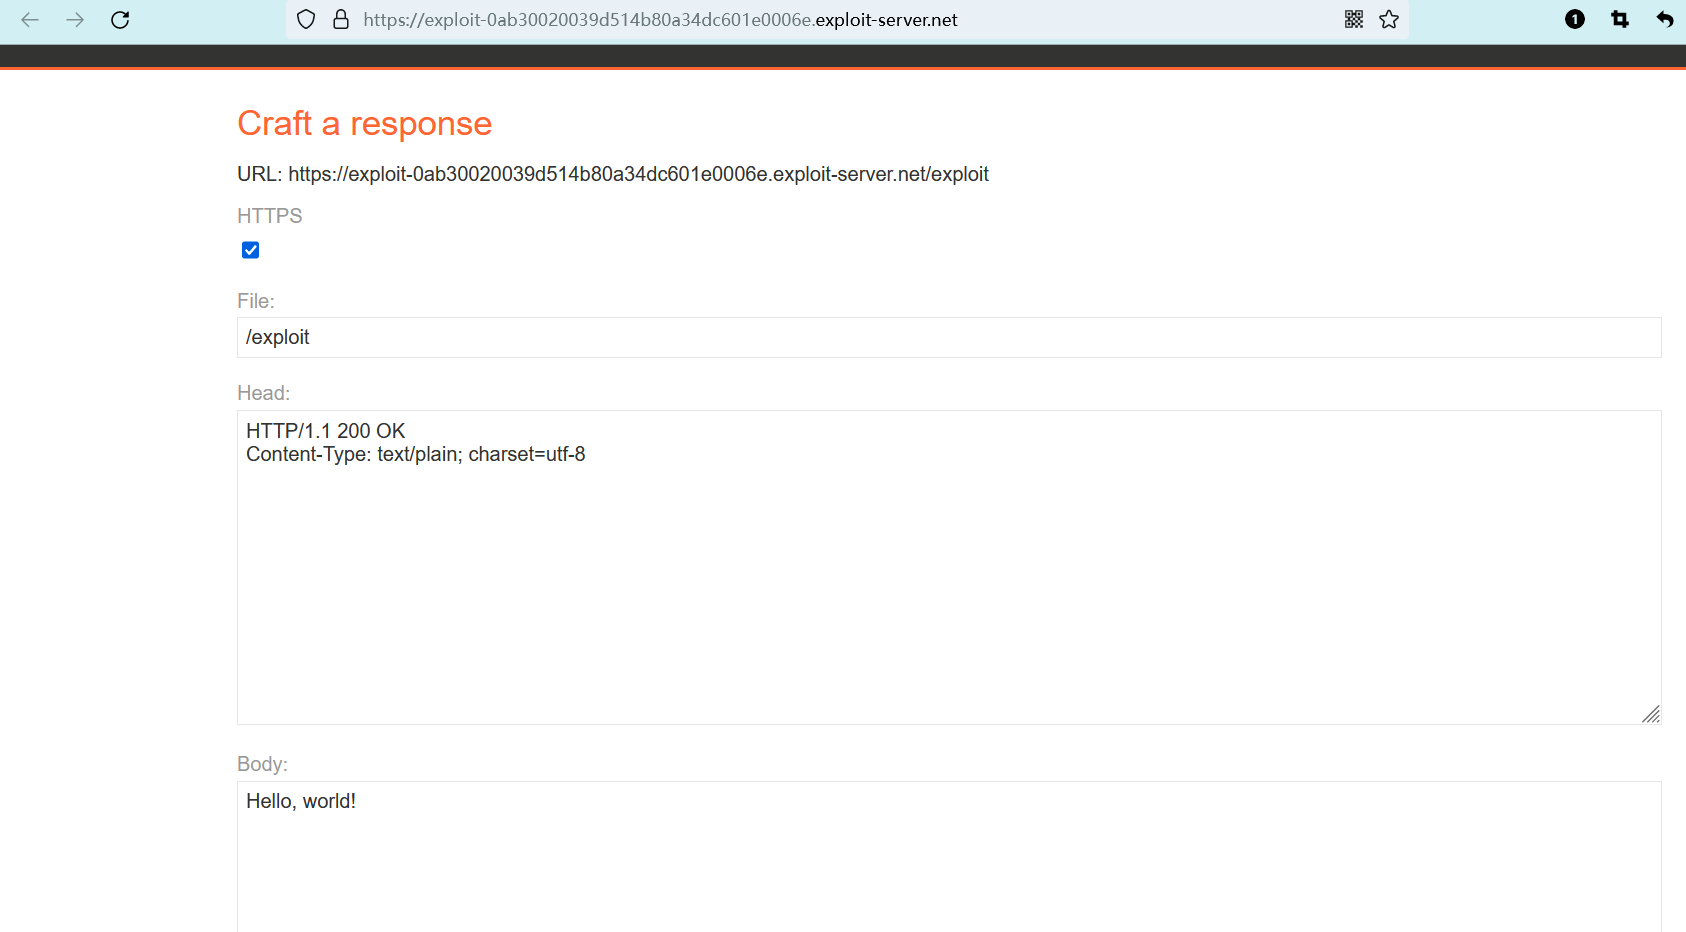 https://exploit-0ab30020039d514b80a34dc601e0006e.exploit-server.net
1
Craft a response
URL: https://exploit-0ab30020039d514b80a34dc601e0006e.exploit-server.net/exploit
HTTPS
File:
/exploit
Head:
HTTP/1.1 200 OK
Content-Type: text/plain; charset=utf-8
Body:
Hello, world!